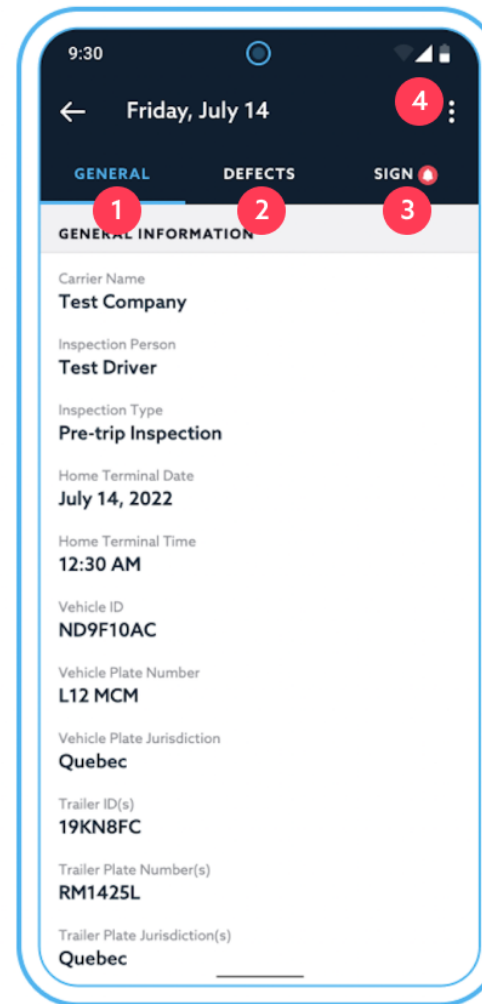 9:30
Friday, July 14
4
GENERAL DEFECTS SIGN
1 2 3
GENERAL INFORMATION
Carrier Name
Test Company
Inspection Person
Test Driver
Inspection Type
Pre-trip Inspection
Home Terminal Date
July 14, 2022
Home Terminal Time
12:30 AM
Vehicle ID
ND9F10AC
Vehicle Plate Number
L12 MCM
Vehicle Plate Jurisdiction
Quebec
Trailer ID(s)
19KN8FC
Trailer Plate Number(s)
RM1425L
Trailer Plate Jurisdiction(s)
Quebec